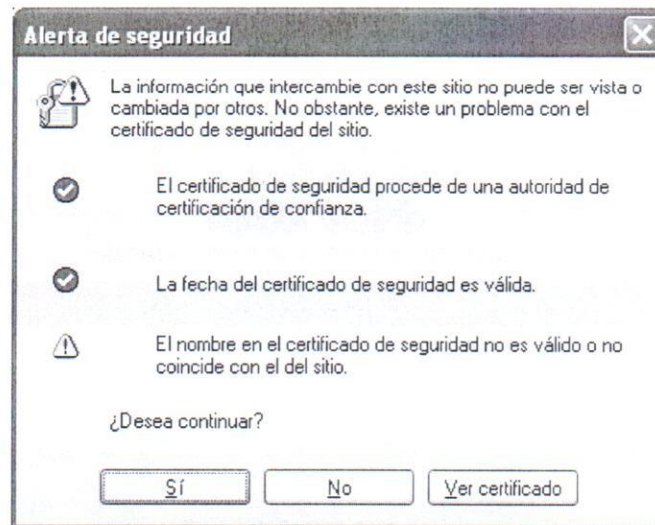 Alerta de seguridad
La información que intercambie con este sitio no puede ser vista o
cambiada por otros. No obstante, existe un problema con el
certificado de seguridad del sitio.
El certificado de seguridad procede de una autoridad de
certificación de confianza.
La fecha del certificado de seguridad es válida.
El nombre en el certificado de seguridad no es válido o no
coincide con el del sitio.
¿Desea continuar?
Sí
No
Ver certificado